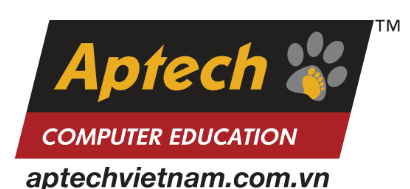 Aptech
TM
COMPUTER EDUCATION
aptechvietnam.com.vn